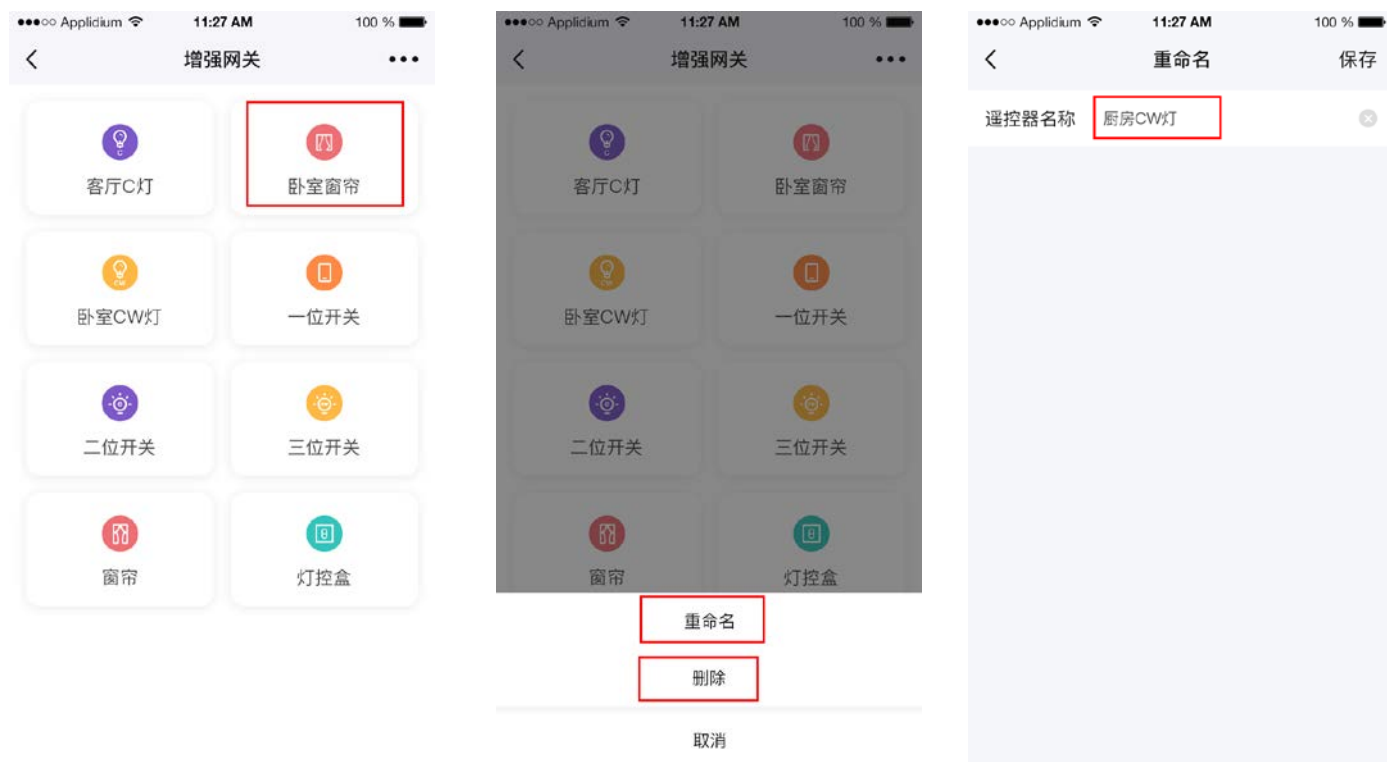 ●●●○○ Applidium 11:27 AM 100 %
增强网关
客厅C灯 卧室窗帘
卧室CW灯 一位开关
二位开关 三位开关
窗帘 灯控盒
●●●○○ Applidium 11:27 AM 100 %
增强网关
客厅C灯 卧室窗帘
卧室CW灯 一位开关
二位开关 三位开关
窗帘 灯控盒
重命名
删除
取消
●●●○○ Applidium 11:27 AM 100 %
重命名 保存
遥控器名称 厨房CW灯